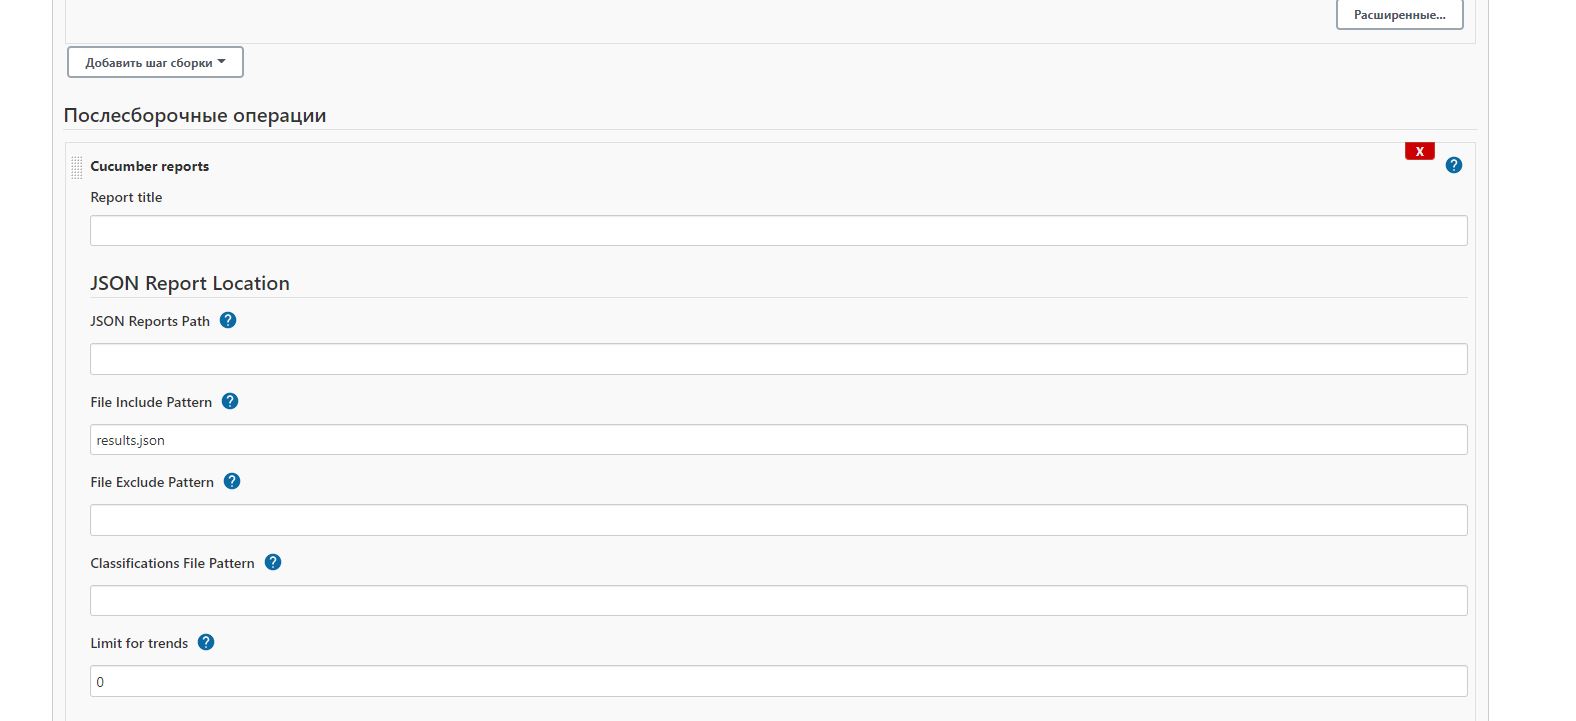 Расширенные...
Добавить шаг сборки
Послесборочные операции
X
Cucumber reports
?
Report title
JSON Report Location
JSON Reports Path ?
File Include Pattern ?
results.json
File Exclude Pattern ?
Classifications File Pattern ?
Limit for trends ?
0